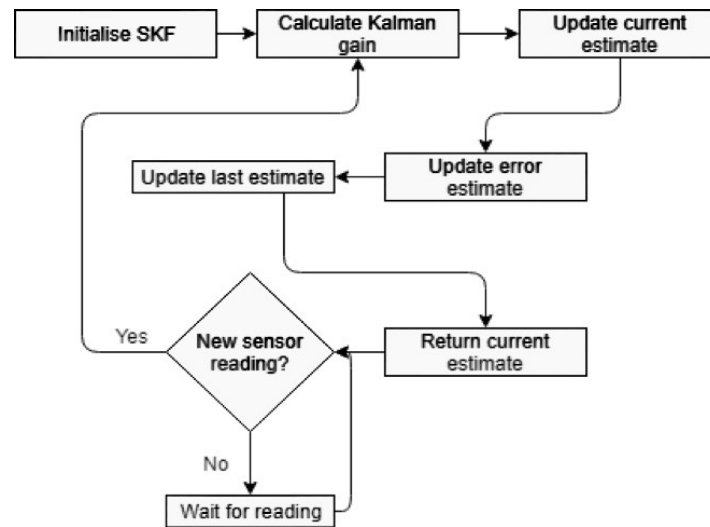 Initialise SKF
Calculate Kalman
gain
Update current
estimate
Update error
estimate
Update last estimate
Return current
estimate
New sensor
reading?
Yes
No
Wait for reading